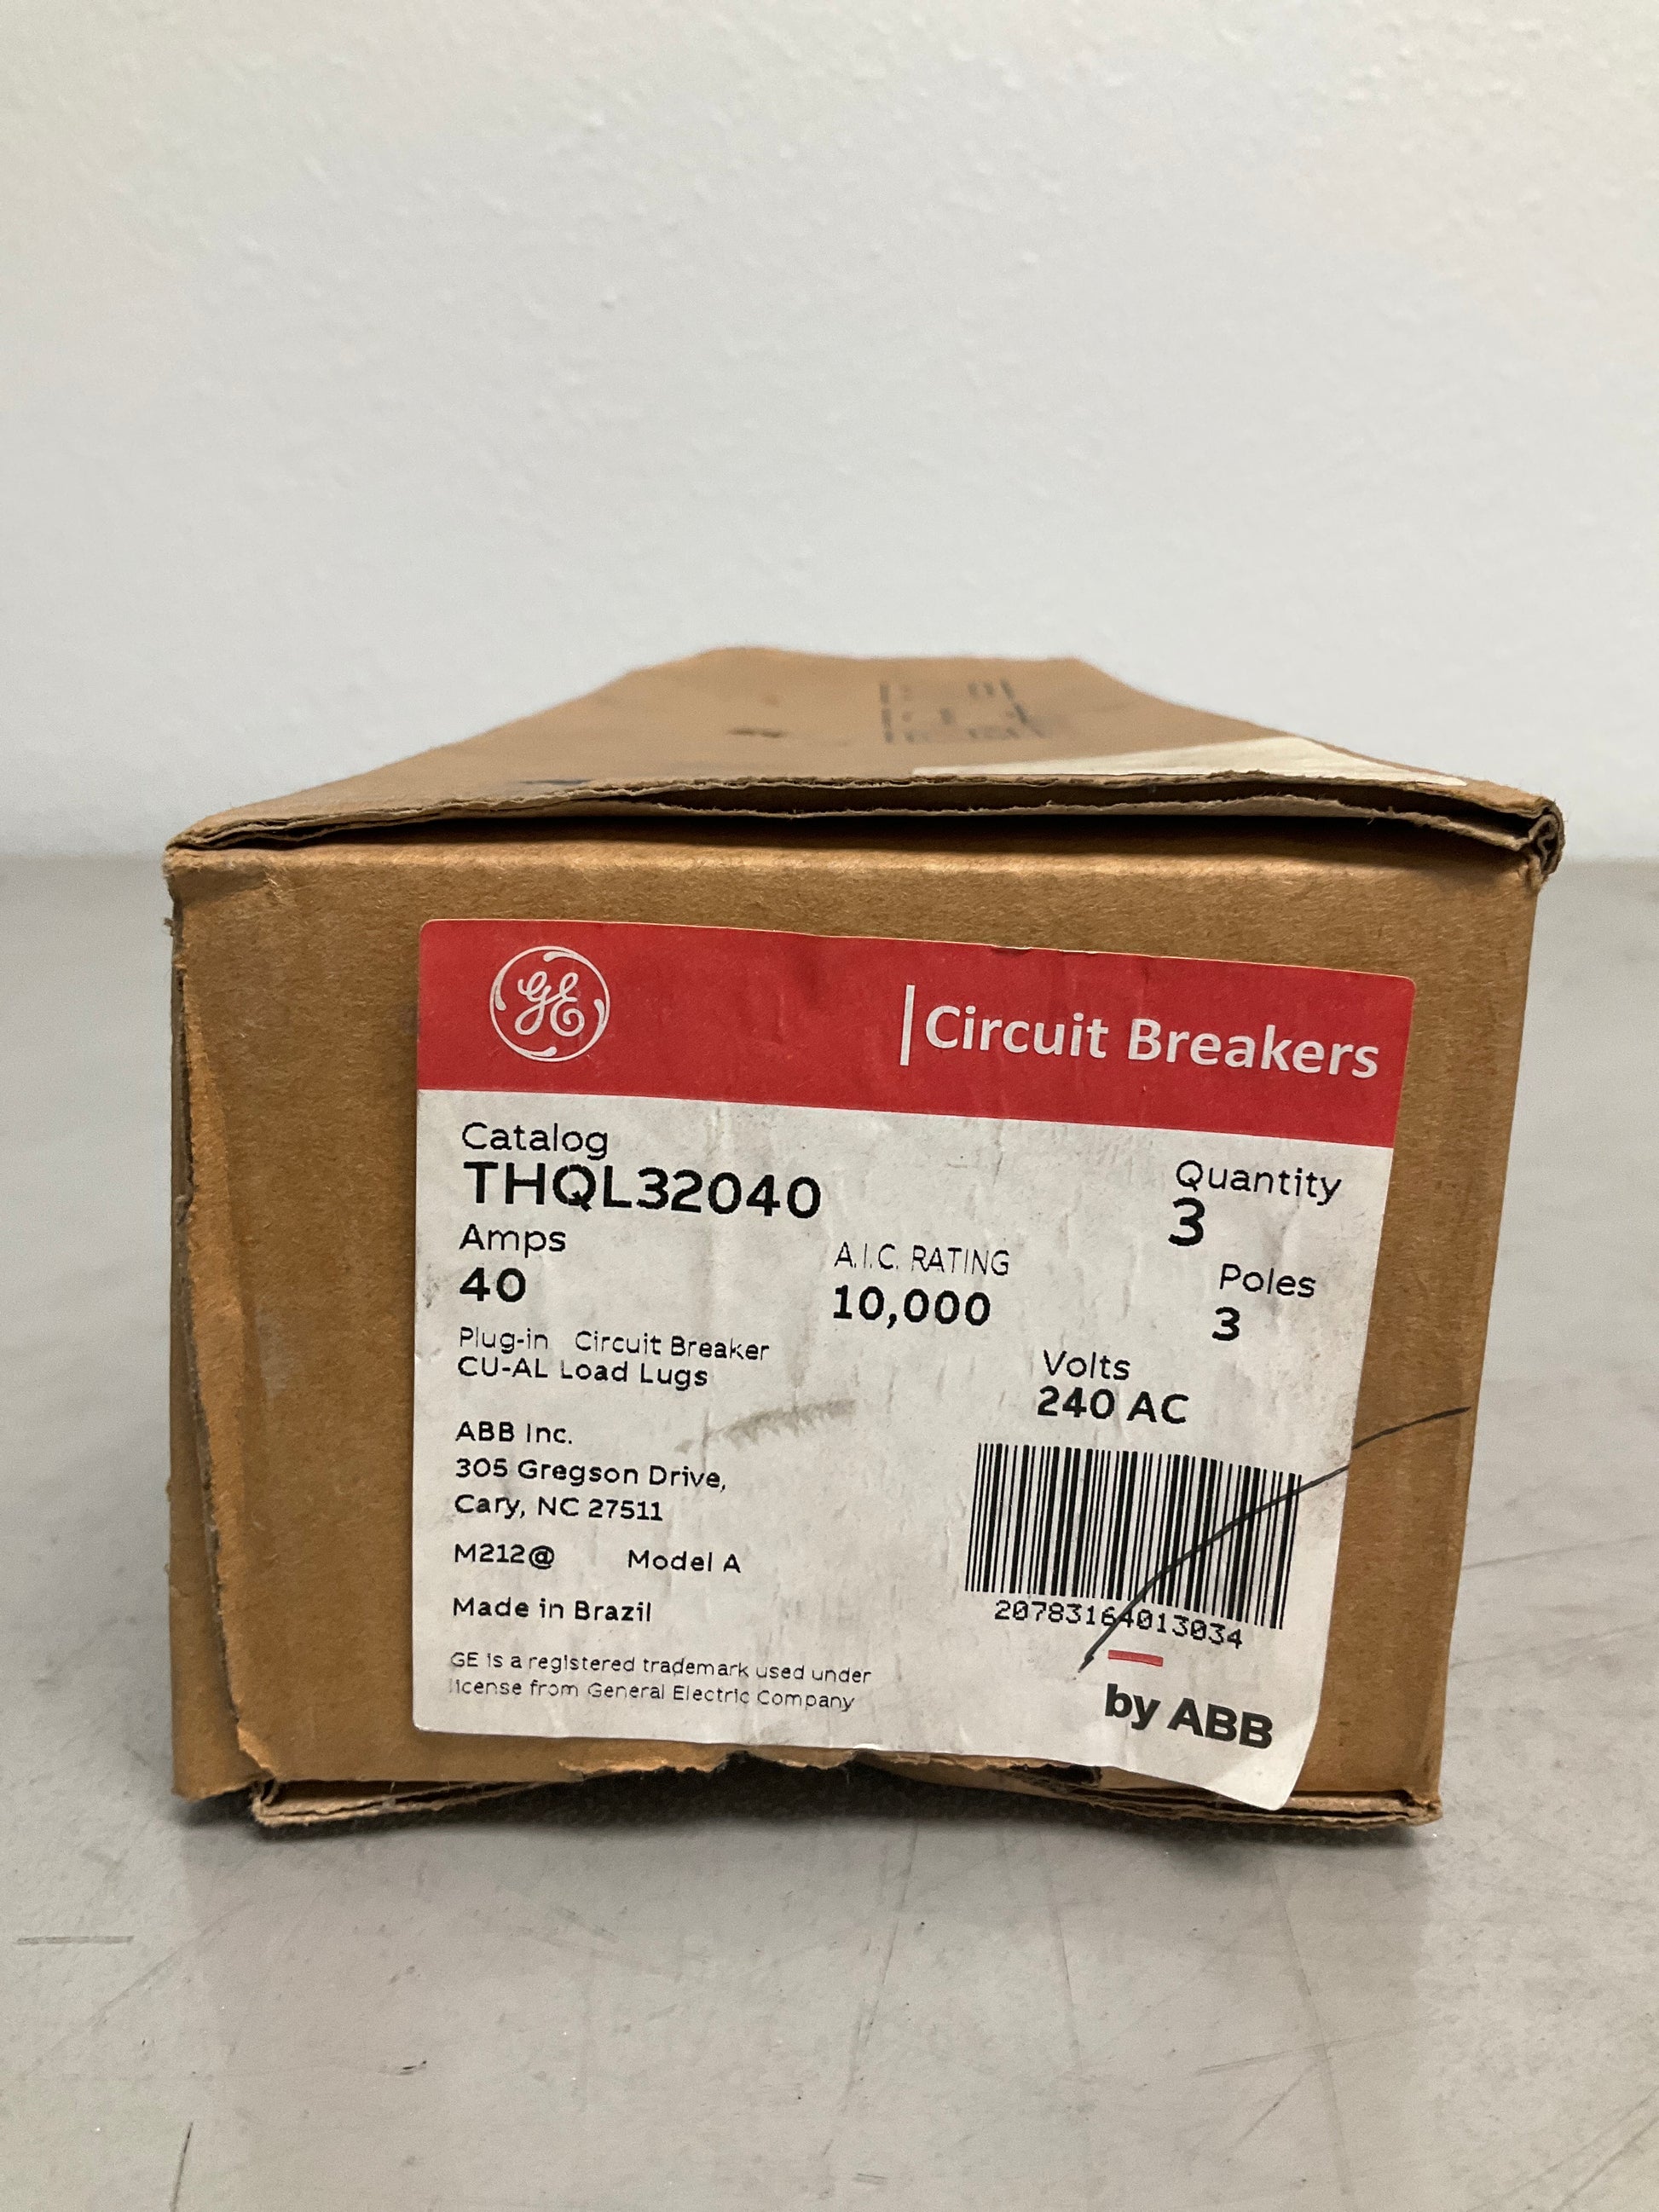 GE
|Circuit Breakers
Catalog
THQL32040
Quantity
3
Amps
40
A.I.C. RATING
10,000
Poles
3
Plug-in Circuit Breaker
CU-AL Load Lugs
Volts
240 AC
ABB Inc.
305 Gregson Drive,
Cary, NC 27511
M212@ Model A
Made in Brazil
20783164013034
GE is a registered trademark used under
license from General Electric Company
by ABB